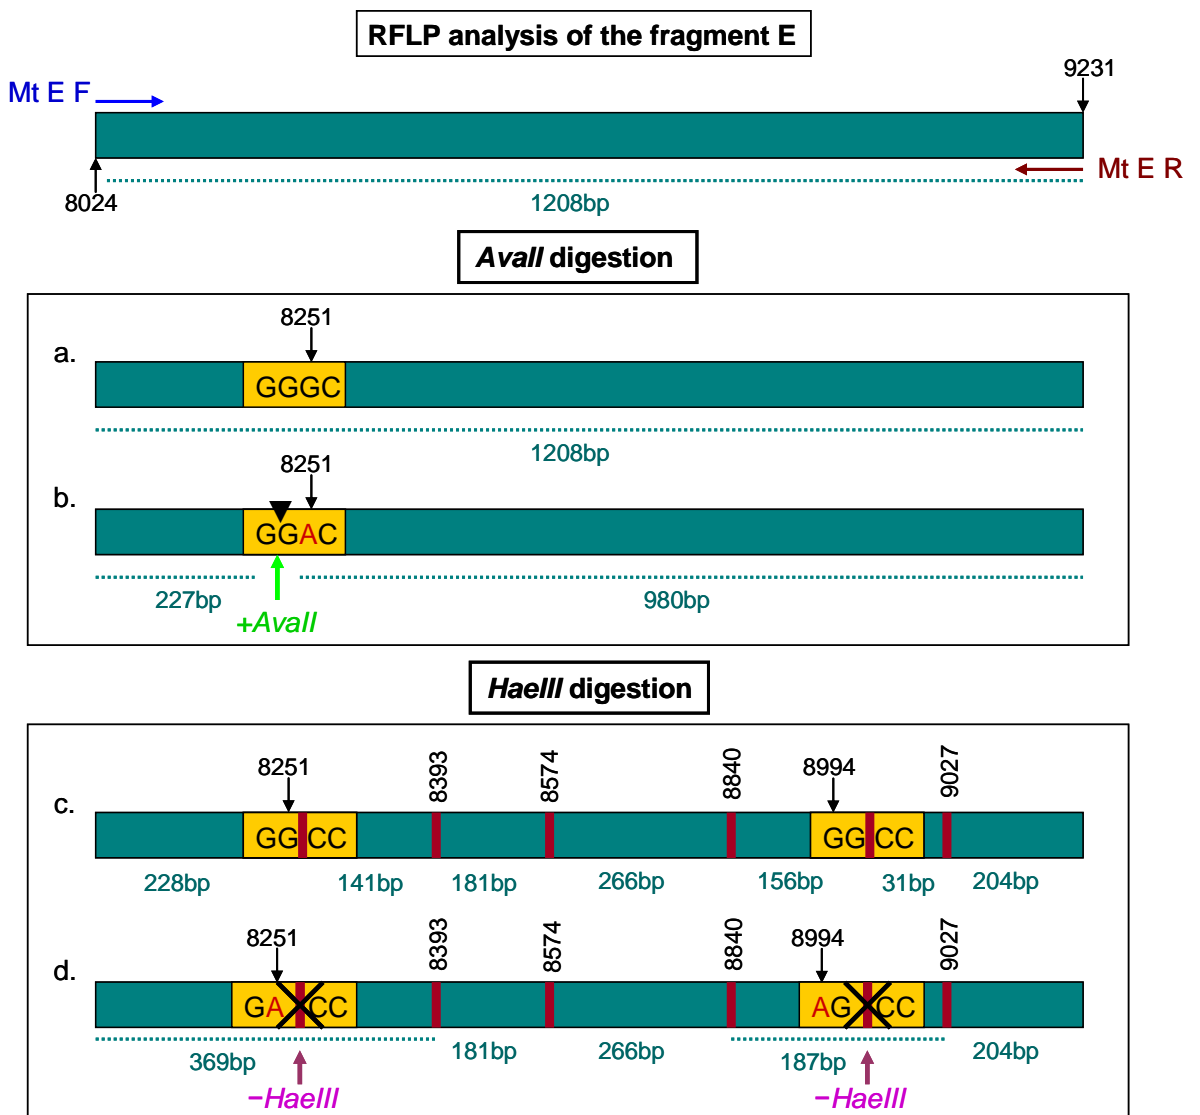 RFLP analysis of the fragment E
9231
Mt E F
Mt E R
8024
1208bp
AvaII digestion
8251
a.
GGGC
1208bp
8251
b.
GGAC
227bp
980bp
+AvaII
HaeIII digestion
8251 8393 8574 8840 8994 9027
c.
GG CC GG CC
228bp 141bp 181bp 266bp 156bp 31bp 204bp
8251 8393 8574 8840 8994 9027
d.
GA CC AG CC
369bp 181bp 266bp 187bp 204bp
−HaeIII −HaeIII